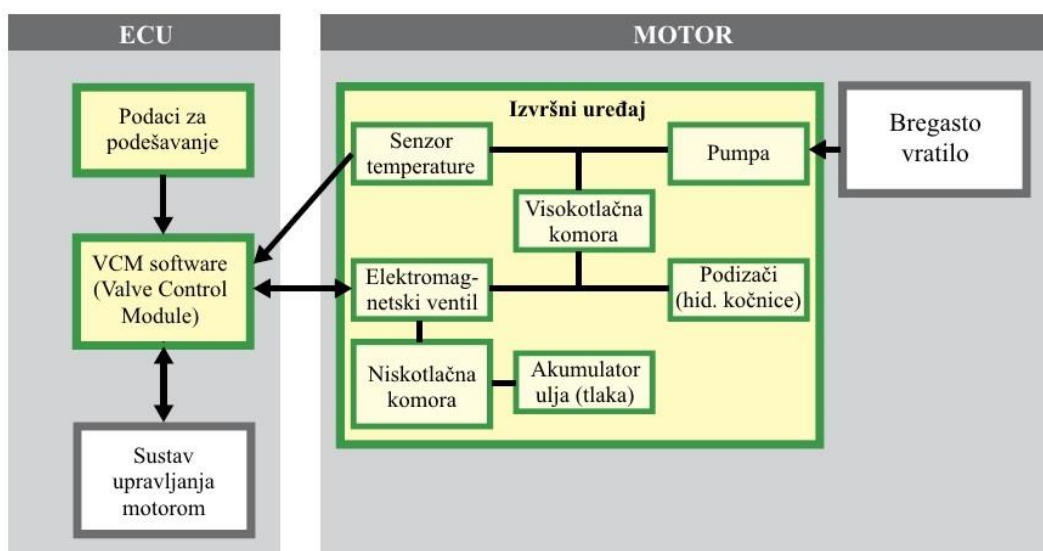 ECU
Podaci za
podešavanje
VCM software
(Valve Control
Module)
Sustav
upravljanja
motorom
MOTOR
Izvršni uređaj
Senzor
temperature
Pumpa
Visokotlačna
komora
Elektromag-
netski ventil
Podizači
(hid. kočnice)
Niskotlačna
komora
Akumulator
ulja (tlaka)
Bregasto
vratilo